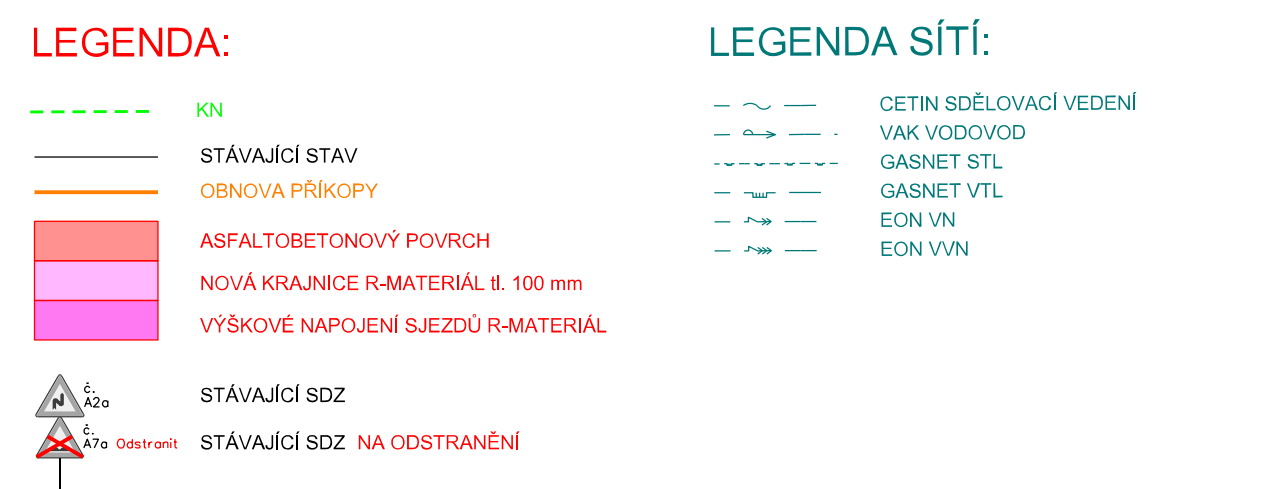 LEGENDA:
KN
STÁVAJÍCÍ STAV
OBNOVA PŘÍKOPY
ASFALTOBETONOVÝ POVRCH
NOVÁ KRAJNICE R-MATERIÁL tl. 100 mm
VÝŠKOVÉ NAPOJENÍ SJEZDŮ R-MATERIÁL
č.
A2a
STÁVAJÍCÍ SDZ
č.
A7a Odstranit
STÁVAJÍCÍ SDZ NA ODSTRANĚNÍ
LEGENDA SÍTÍ:
CETIN SDĚLOVACÍ VEDENÍ
VAK VODOVOD
GASNET STL
GASNET VTL
EON VN
EON VVN